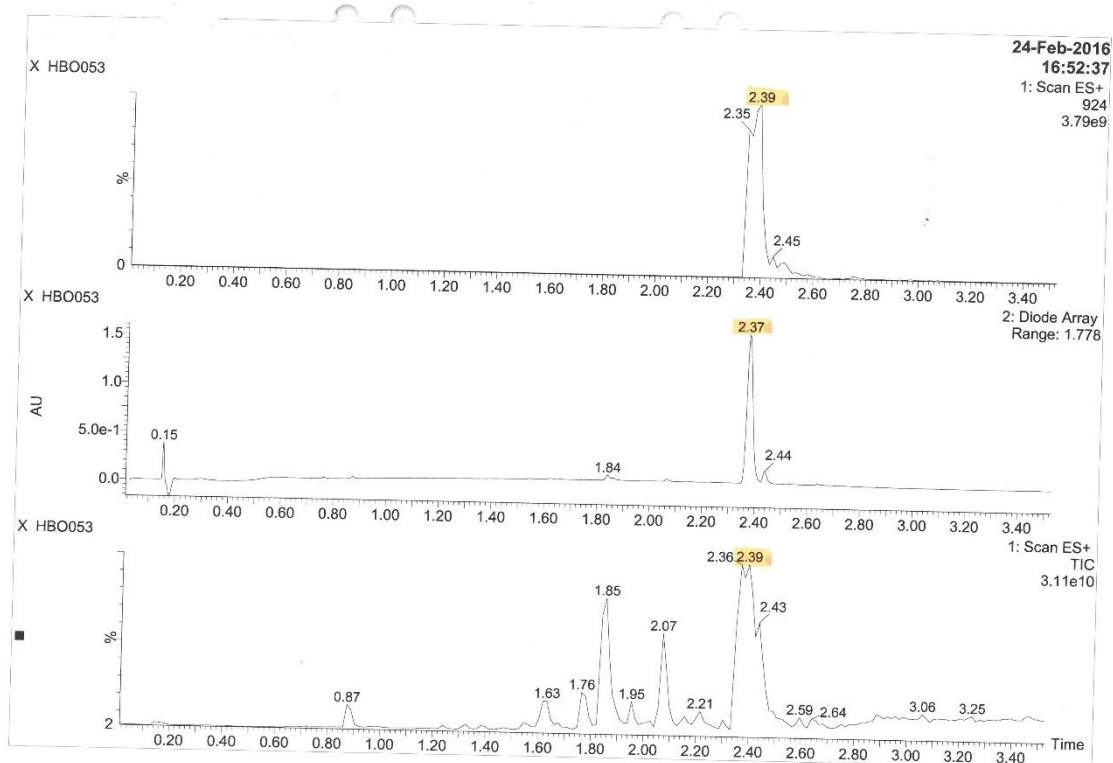 24-Feb-2016
16:52:37
X HBO053
1: Scan ES+
924
3.79e9
2.39
2.35
2.45
%
0
0.20 0.40 0.60 0.80 1.00 1.20 1.40 1.60 1.80 2.00 2.20 2.40 2.60 2.80 3.00 3.20 3.40
X HBO053
2: Diode Array
Range: 1.778
2.37
1.5
1.0
AU
5.0e-1
0.15
1.84
2.44
0.0
0.20 0.40 0.60 0.80 1.00 1.20 1.40 1.60 1.80 2.00 2.20 2.40 2.60 2.80 3.00 3.20 3.40
X HBO053
1: Scan ES+
TIC
3.11e10
2.36 2.39
2.43
1.85
2.07
%
0.87
1.63
1.76
1.95
2.21
2.59
2.64
3.06
3.25
2
Time
0.20 0.40 0.60 0.80 1.00 1.20 1.40 1.60 1.80 2.00 2.20 2.40 2.60 2.80 3.00 3.20 3.40